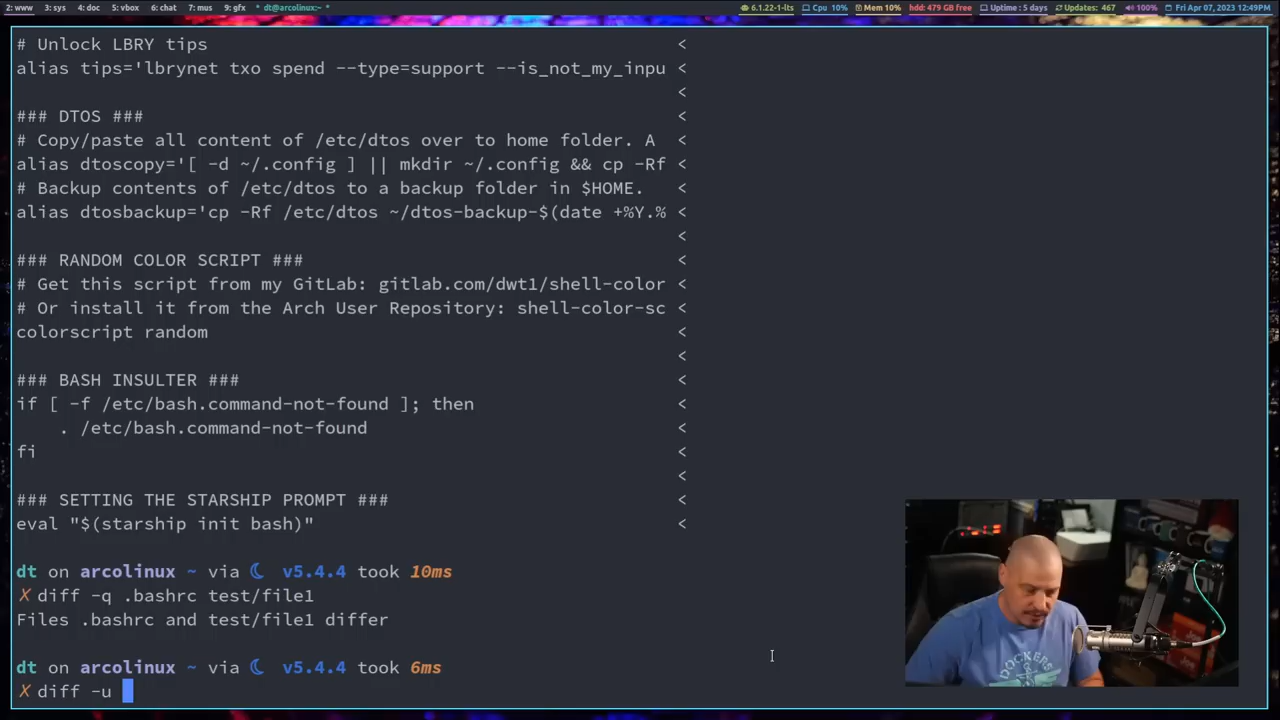 2: www 3: sys 4: doc 5: vbox 6: chat 7: mus 9: gfx * dt@arcolinux:~ * 6.1.22-1-lts Cpu 10% Mem 10% hdd: 479 GB free Uptime : 5 days Updates: 467 100% Fri Apr 07, 2023 12:49PM
# Unlock LBRY tips <
alias tips='lbrynet txo spend --type=support --is_not_my_inpu <
<
### DTOS ### <
# Copy/paste all content of /etc/dtos over to home folder. A <
alias dtoscopy='[ -d ~/.config ] || mkdir ~/.config && cp -Rf <
# Backup contents of /etc/dtos to a backup folder in $HOME. <
alias dtosbackup='cp -Rf /etc/dtos ~/dtos-backup-$(date +%Y.% <
<
### RANDOM COLOR SCRIPT ### <
# Get this script from my GitLab: gitlab.com/dwt1/shell-color <
# Or install it from the Arch User Repository: shell-color-sc <
colorscript random <
<
### BASH INSULTER ### <
if [ -f /etc/bash.command-not-found ]; then <
. /etc/bash.command-not-found <
fi <
<
### SETTING THE STARSHIP PROMPT ### <
eval "$(starship init bash)" <
dt on arcolinux ~ via v5.4.4 took 10ms
✗ diff -q .bashrc test/file1
Files .bashrc and test/file1 differ
dt on arcolinux ~ via v5.4.4 took 6ms
✗ diff -u
DOCKERS